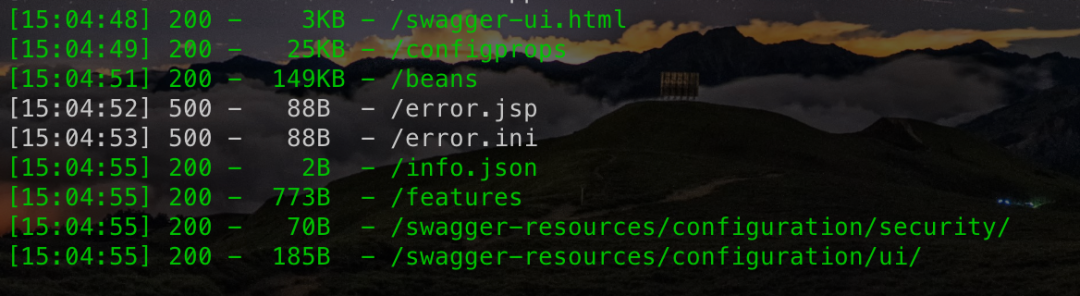 [15:04:48] 200 - 3KB - /swagger-ui.html
[15:04:49] 200 - 25KB - /configprops
[15:04:51] 200 - 149KB - /beans
[15:04:52] 500 - 88B - /error.jsp
[15:04:53] 500 - 88B - /error.ini
[15:04:55] 200 - 2B - /info.json
[15:04:55] 200 - 773B - /features
[15:04:55] 200 - 70B - /swagger-resources/configuration/security/
[15:04:55] 200 - 185B - /swagger-resources/configuration/ui/